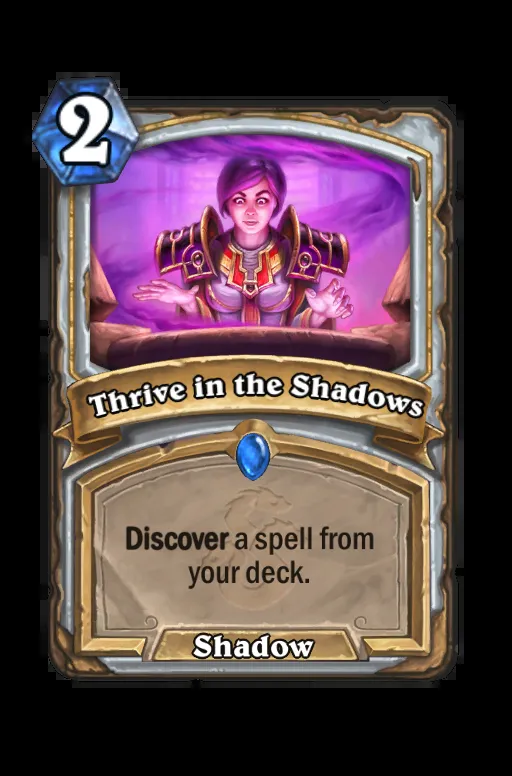 2
Thrive in the Shadows
Discover a spell from
your deck.
Shadow